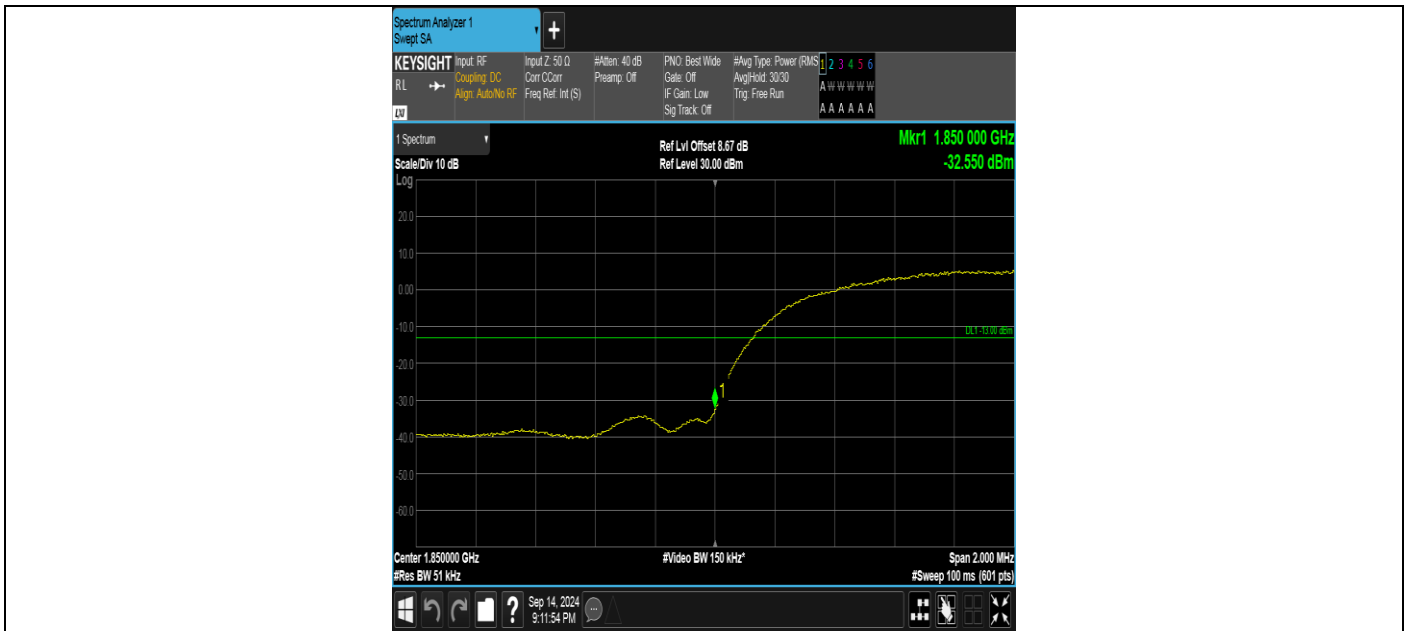 Spectrum Analyzer 1
Swept SA
+
KEYSIGHT Input: RF Input Z: 50 Ω #Atten: 40 dB PNO: Best Wide #Avg Type: Power (RMS 1 2 3 4 5 6
RL Coupling: DC Corr CCorr Preamp: Off Gate: Off Avg|Hold: 30/30 A W W W W W
Align: Auto/No RF Freq Ref: Int (S) IF Gain: Low Trig: Free Run
LXI Sig Track: Off A A A A A A
1 Spectrum Ref Lvl Offset 8.67 dB Mkr1 1.850 000 GHz
Scale/Div 10 dB Ref Level 30.00 dBm -32.550 dBm
Log
20.0
10.0
0.00
-10.0
DL1 -13.00 dBm
-20.0
1
-30.0
-40.0
-50.0
-60.0
Center 1.850000 GHz #Video BW 150 kHz* Span 2.000 MHz
#Res BW 51 kHz #Sweep 100 ms (601 pts)
? Sep 14, 2024
9:11:54 PM